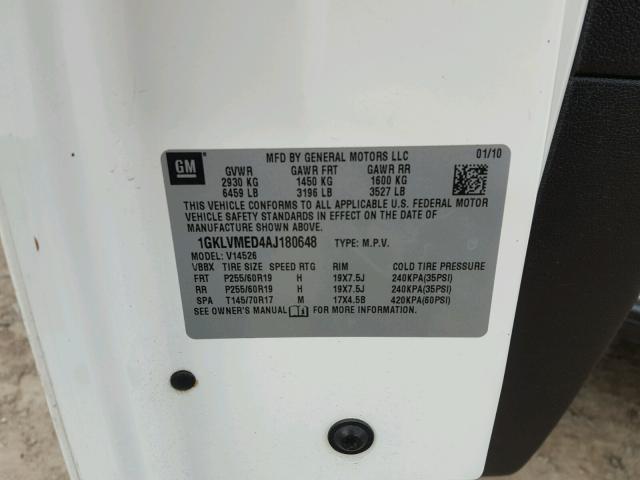 MFD BY GENERAL MOTORS LLC 01/10
GM GVWR GAWR FRT GAWR RR
2930 KG 1450 KG 1600 KG
6459 LB 3196 LB 3527 LB
THIS VEHICLE CONFORMS TO ALL APPLICABLE U.S. FEDERAL MOTOR
VEHICLE SAFETY STANDARDS IN EFFECT ON THE DATE OF
MANUFACTURE SHOWN ABOVE.
1GKLVMED4AJ180648 TYPE: M.P.V.
MODEL: V14526
VBBX TIRE SIZE SPEED RTG RIM COLD TIRE PRESSURE
FRT P255/60R19 H 19X7.5J 240KPA(35PSI)
RR P255/60R19 H 19X7.5J 240KPA(35PSI)
SPA T145/70R17 M 17X4.5B 420KPA(60PSI)
SEE OWNER'S MANUAL FOR MORE INFORMATION.